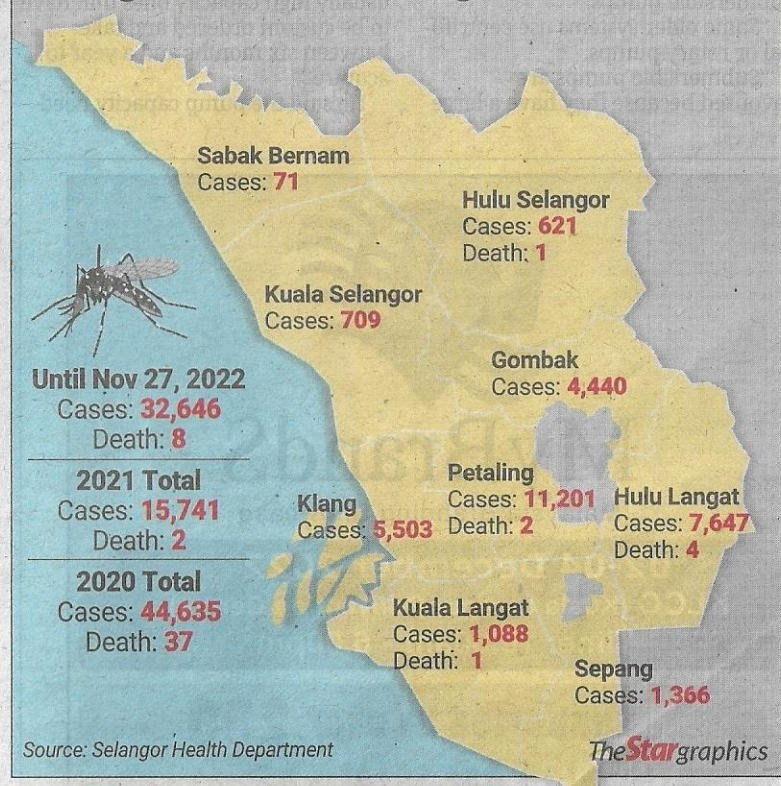 Sabak Bernam
Cases: 71
Hulu Selangor
Cases: 621
Death: 1
Kuala Selangor
Cases: 709
Gombak
Cases: 4,440
Until Nov 27, 2022
Cases: 32,646
Death: 8
2021 Total
Cases: 15,741
Death: 2
2020 Total
Cases: 44,635
Death: 37
Klang
Cases: 5,503
Petaling
Cases: 11,201
Death: 2
Hulu Langat
Cases: 7,647
Death: 4
Kuala Langat
Cases: 1,088
Death: 1
Sepang
Cases: 1,366
Source: Selangor Health Department
TheStargraphics